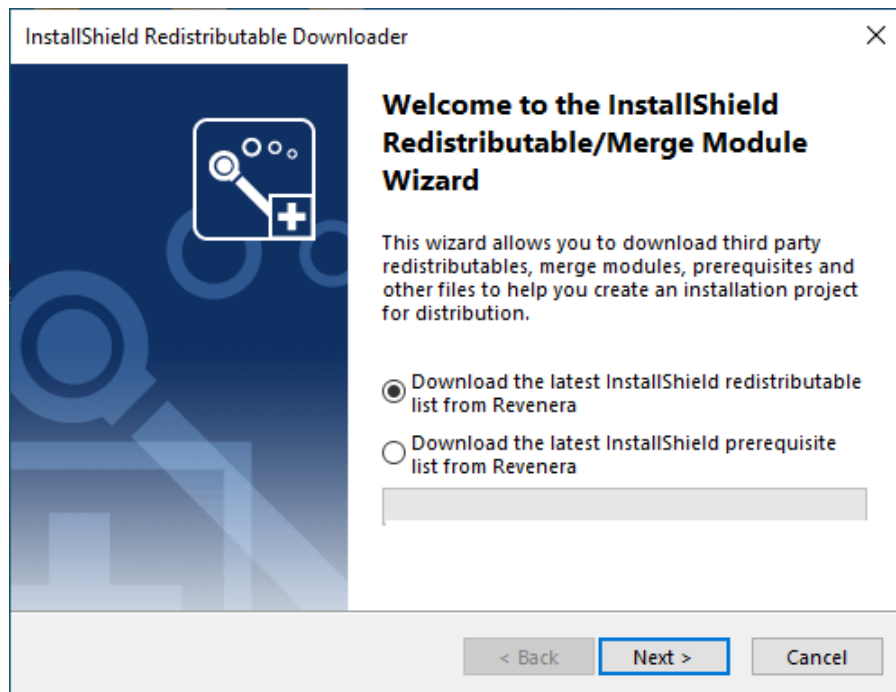 InstallShield Redistributable Downloader
Welcome to the InstallShield
Redistributable/Merge Module
Wizard
This wizard allows you to download third party
redistributables, merge modules, prerequisites and
other files to help you create an installation project
for distribution.
Download the latest InstallShield redistributable
list from Revenera
Download the latest InstallShield prerequisite
list from Revenera
< Back Next > Cancel